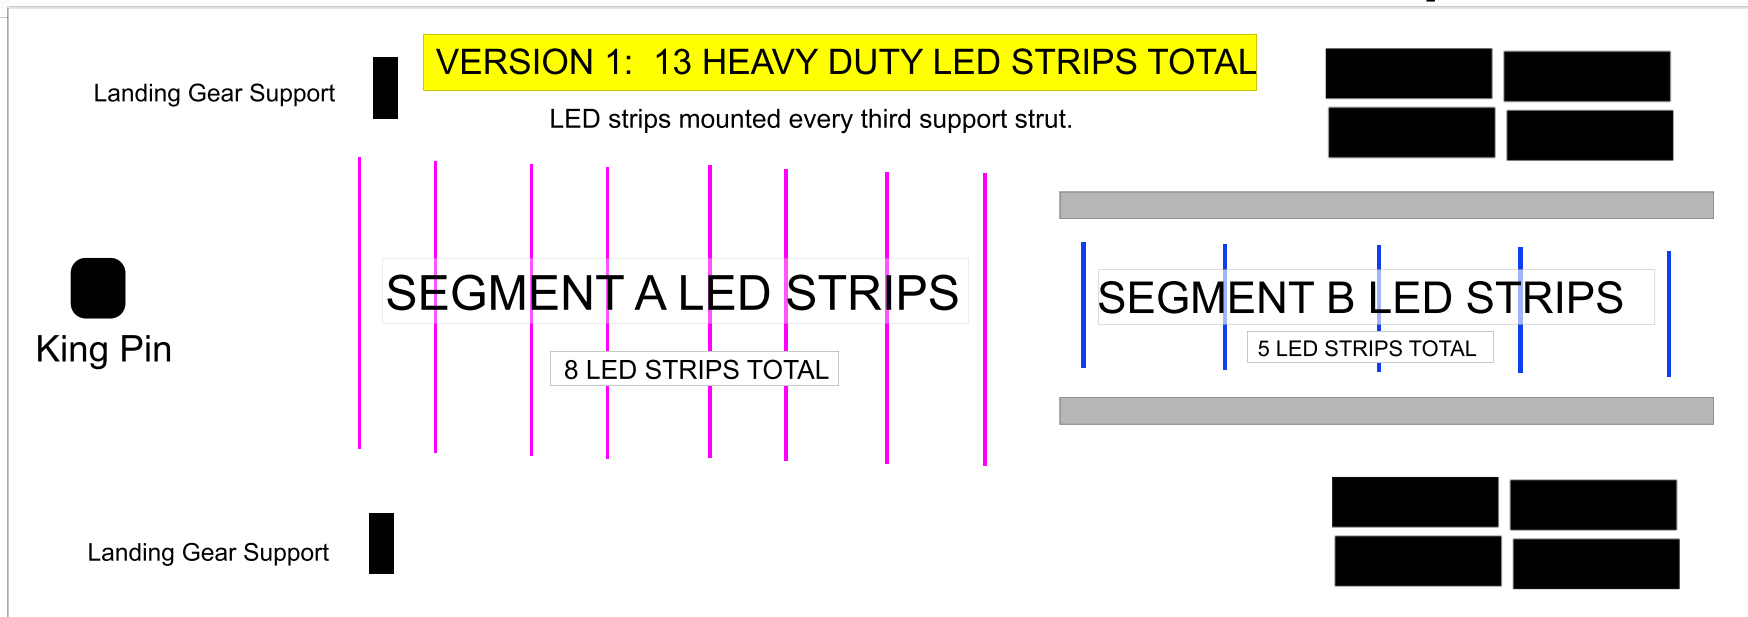 VERSION 1:  13 HEAVY DUTY LED STRIPS TOTAL
Landing Gear Support
LED strips mounted every third support strut.
SEGMENT A LED STRIPS
SEGMENT B LED STRIPS
King Pin
5 LED STRIPS TOTAL
8 LED STRIPS TOTAL
Landing Gear Support